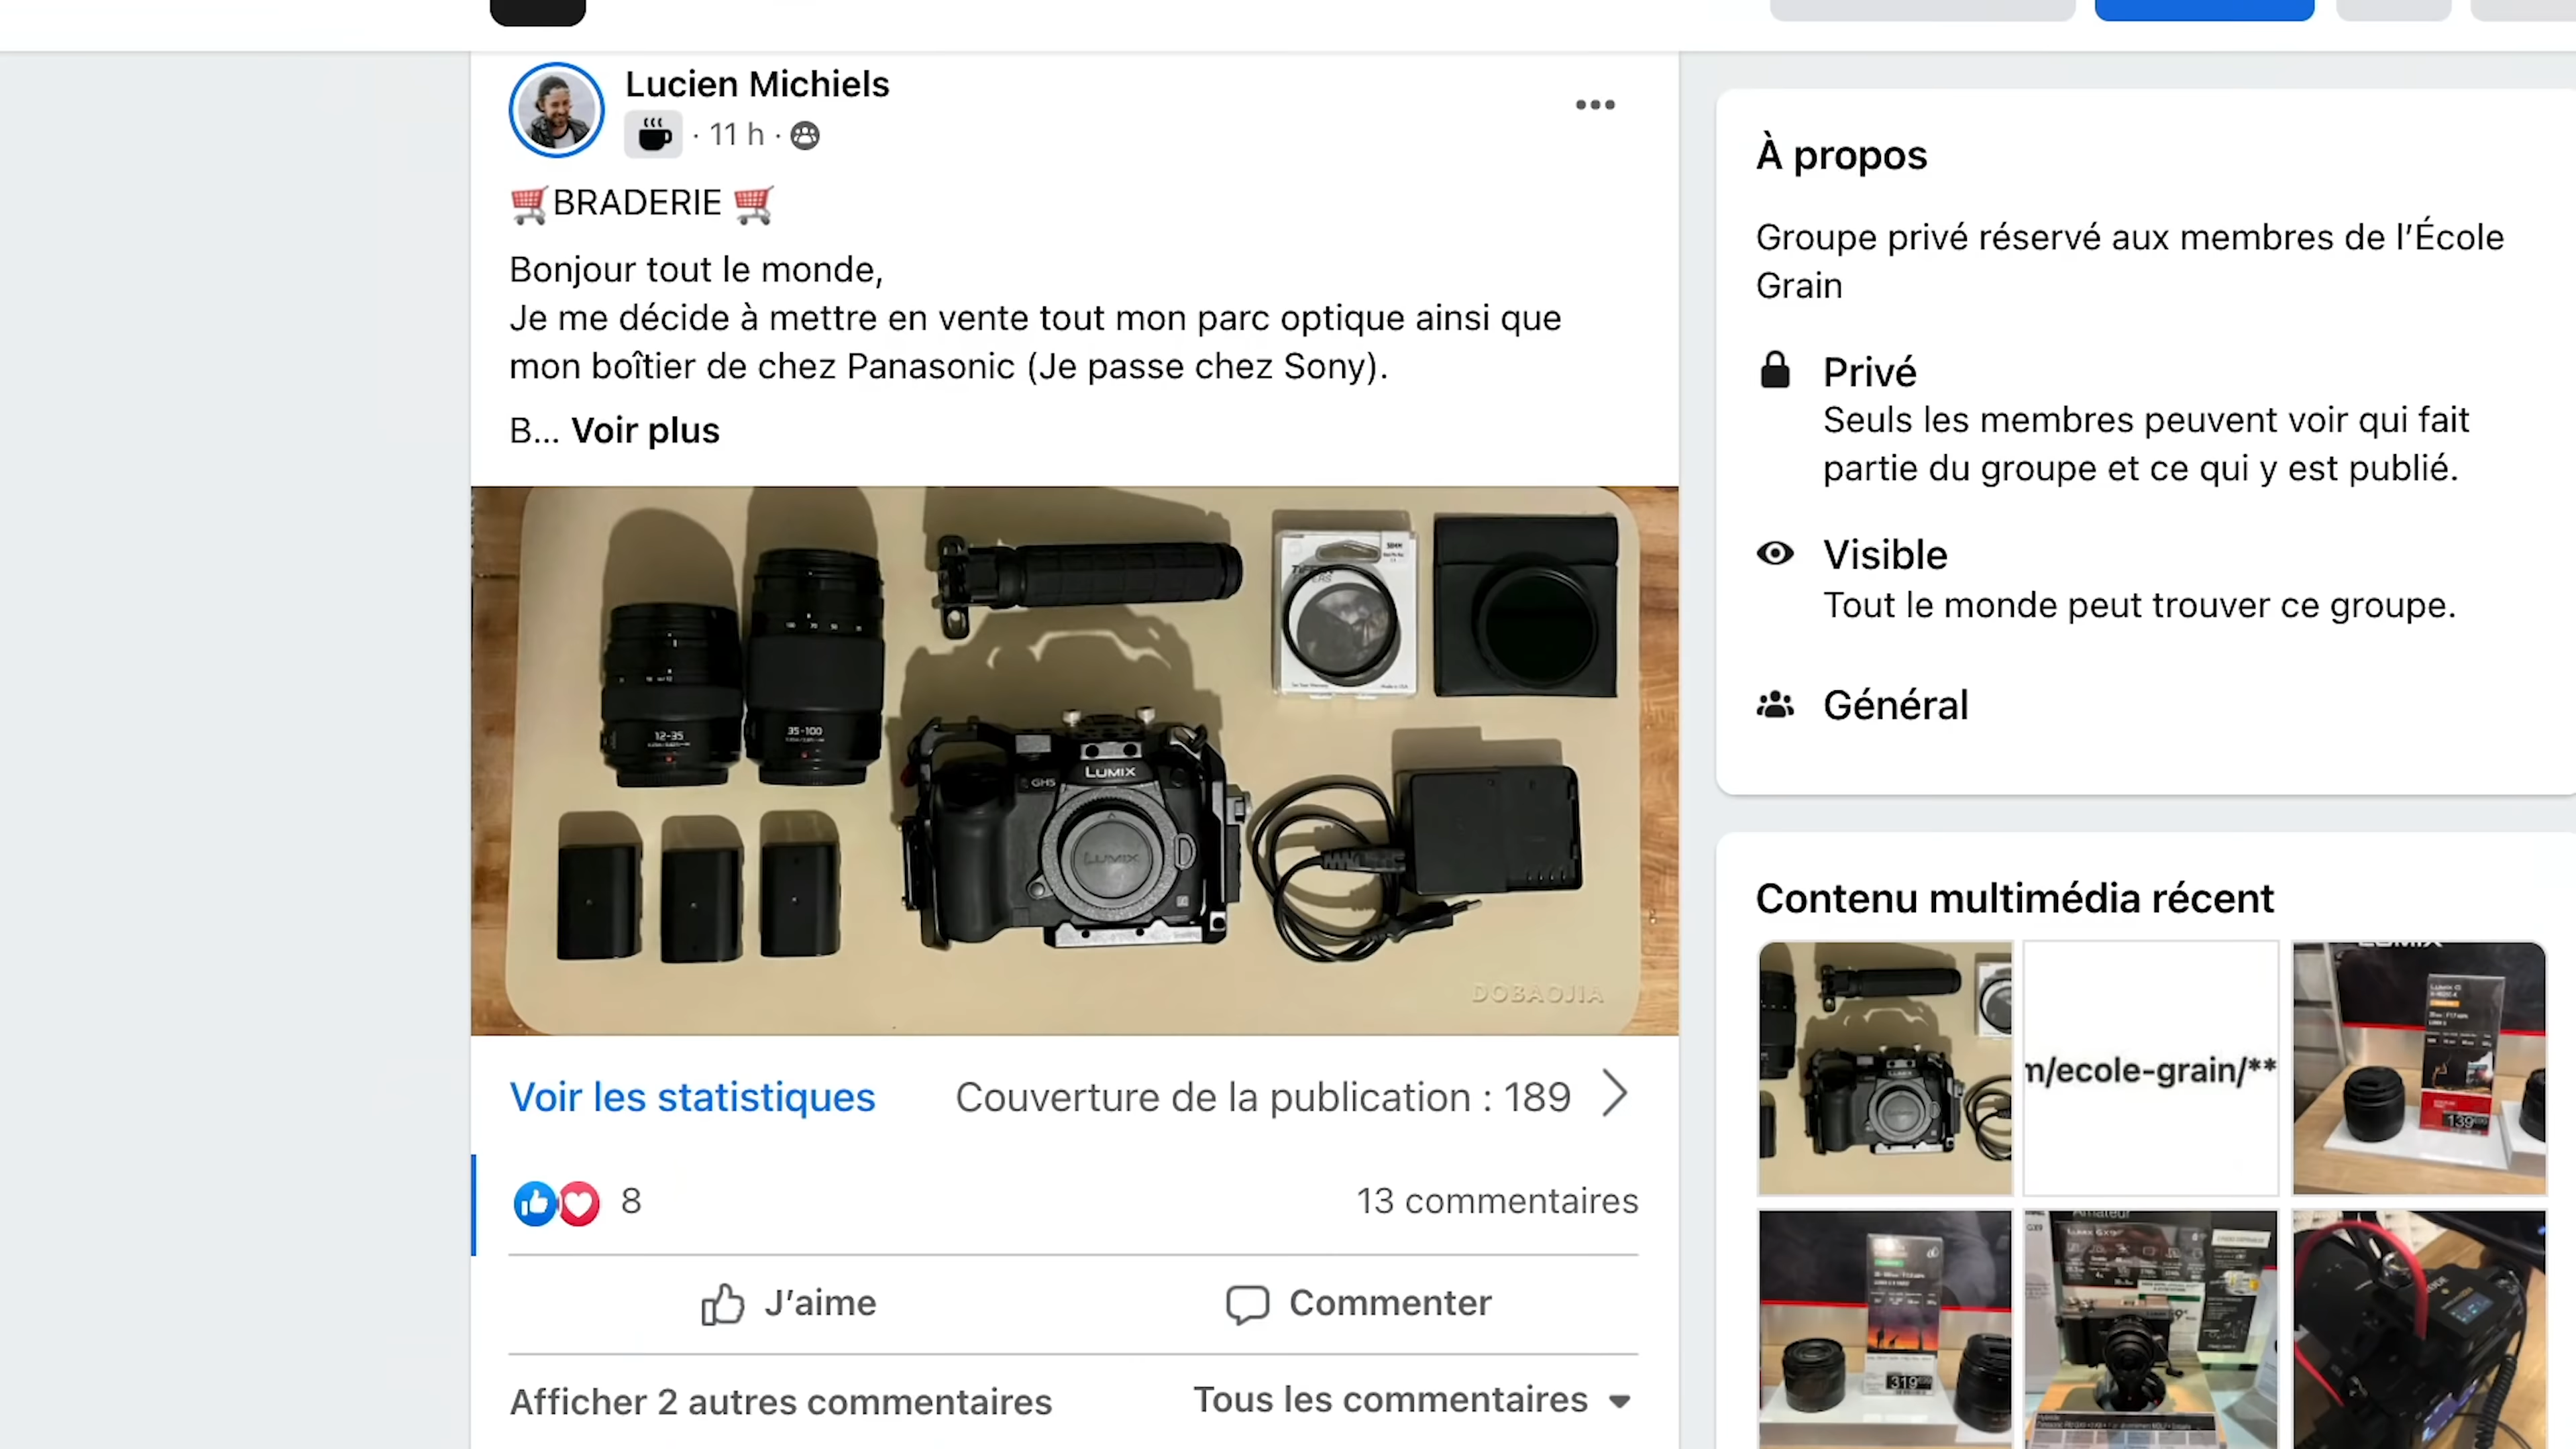 Lucien Michiels
· 11 h ·
🛒BRADERIE 🛒
Bonjour tout le monde,
Je me décide à mettre en vente tout mon parc optique ainsi que
mon boîtier de chez Panasonic (Je passe chez Sony).
B... Voir plus
12-35
35-100
GH5
LUMIX
LUMIX
DOBAOJIA
Voir les statistiques
Couverture de la publication : 189
8
13 commentaires
J’aime
Commenter
Afficher 2 autres commentaires
Tous les commentaires
À propos
Groupe privé réservé aux membres de l’École
Grain
Privé
Seuls les membres peuvent voir qui fait
partie du groupe et ce qui y est publié.
Visible
Tout le monde peut trouver ce groupe.
Général
Contenu multimédia récent
m/ecole-grain/**
139
319